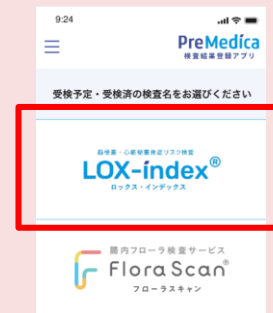 9:24
PreMedica
検査結果登録アプリ
受検予定・受検済の検査名をお選びください
脳梗塞・心筋梗塞発症リスク検査
LOX-index®
ロックス・インデックス
腸内フローラ検査サービス
FloraScan®
フローラスキャン